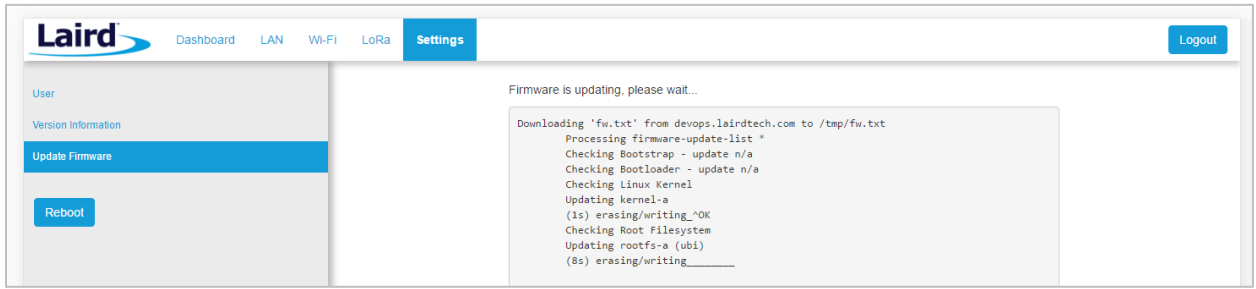 Laird
Dashboard LAN Wi-Fi LoRa Settings Logout
User
Version Information
Update Firmware
Reboot
Firmware is updating, please wait...
Downloading 'fw.txt' from devops.lairdtech.com to /tmp/fw.txt
Processing firmware-update-list *
Checking Bootstrap - update n/a
Checking Bootloader - update n/a
Checking Linux Kernel
Updating kernel-a
(1s) erasing/writing_^OK
Checking Root Filesystem
Updating rootfs-a (ubi)
(8s) erasing/writing________